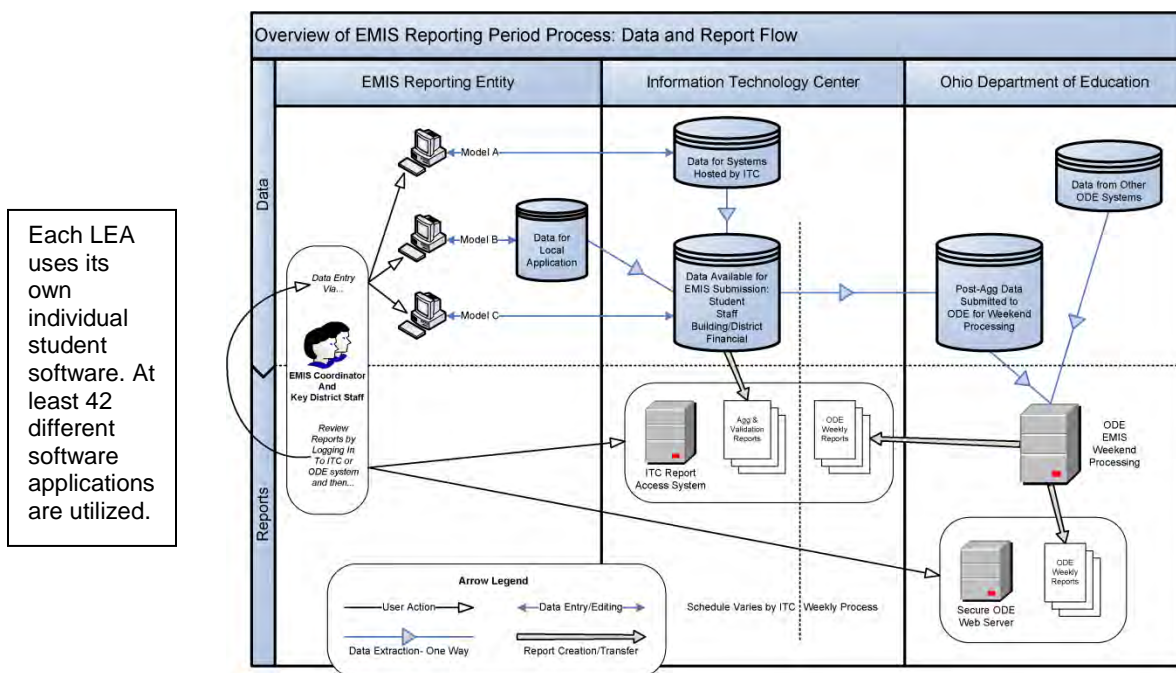 Overview of EMIS Reporting Period Process: Data and Report Flow
EMIS Reporting Entity
Information Technology Center
Ohio Department of Education
Data
Reports
Each LEA
uses its
own
individual
student
software. At
least 42
different
software
applications
are utilized.
Model A
Model B
Model C
Data for
Local
Application
Data for Systems
Hosted by ITC
Data Available for
EMIS Submission:
Student
Staff
Building/District
Financial
Data from Other
ODE Systems
Post-Agg Data
Submitted to
ODE for Weekend
Processing
Data Entry
Via...
EMIS Coordinator
And
Key District Staff
Review
Reports by
Logging In
To ITC or
ODE system
and then...
ITC Report
Access System
Agg &
Validation
Reports
ODE
Weekly
Reports
ODE
EMIS
Weekend
Processing
Secure ODE
Web Server
ODE
Weekly
Reports
Arrow Legend
User Action
Data Entry/Editing
Data Extraction- One Way
Report Creation/Transfer
Schedule Varies by ITC
Weekly Process